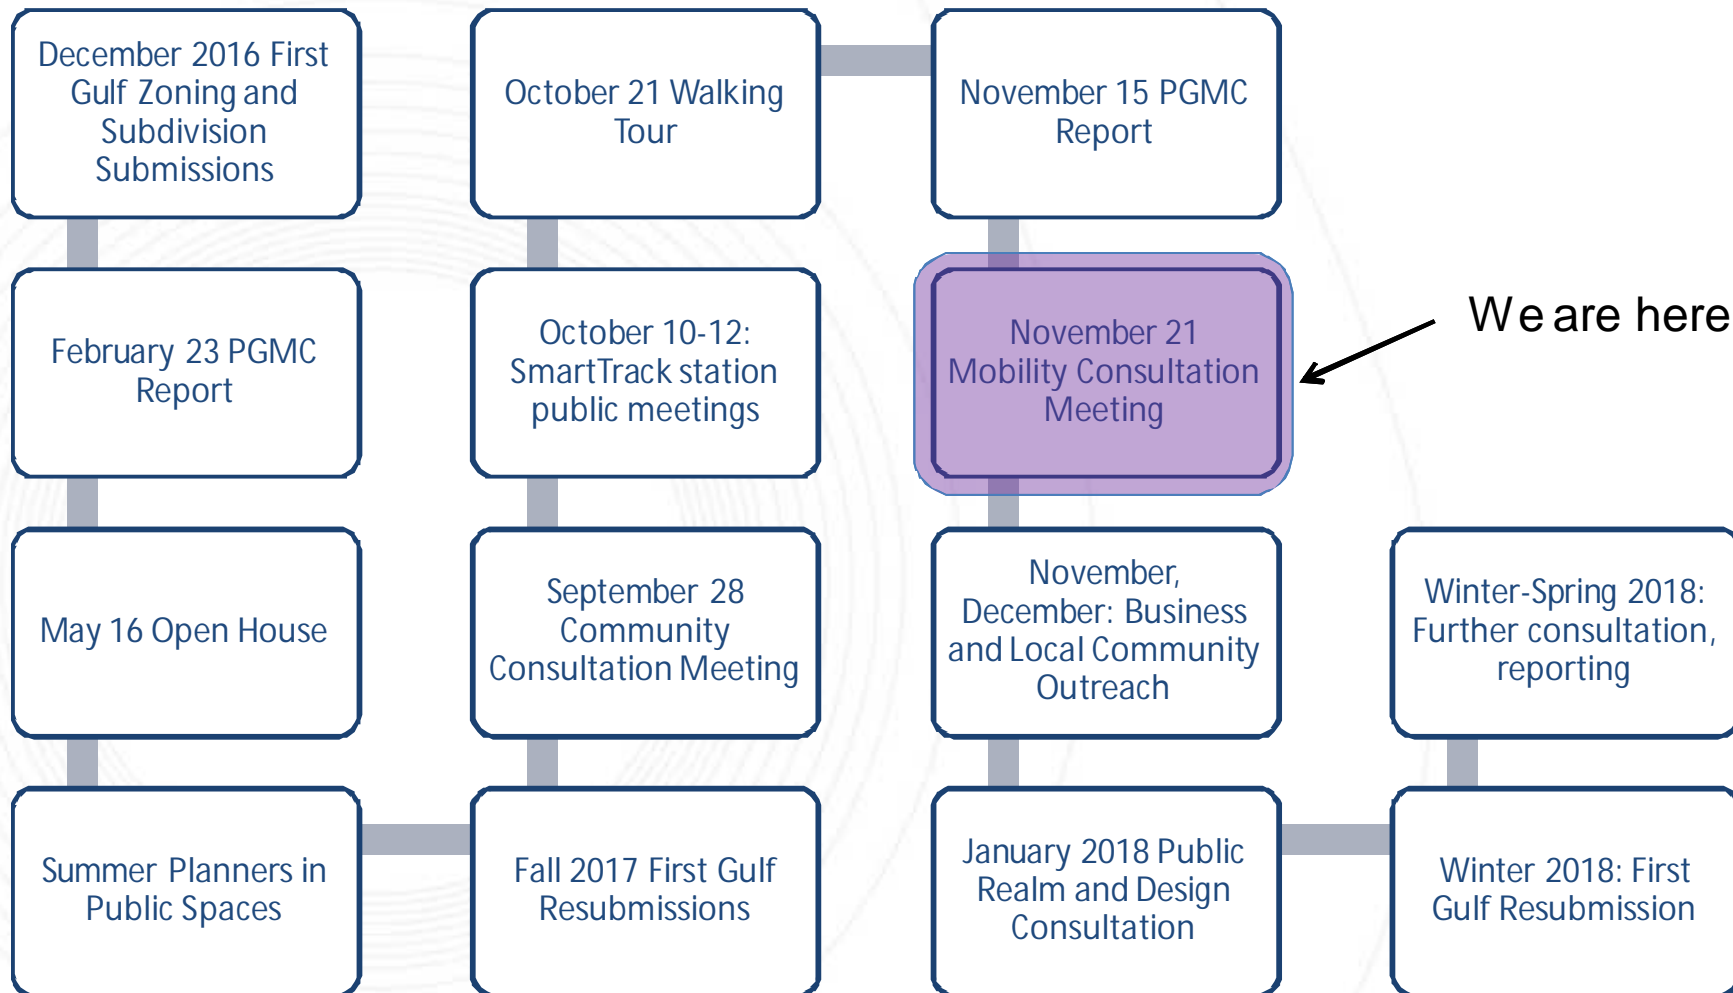 December 2016 First
Gulf Zoning and
Subdivision
Submissions
February 23 PGMC
Report
May 16 Open House
Summer Planners in
Public Spaces
Fall 2017 First Gulf
Resubmissions
September 28
Community
Consultation Meeting
October 10-12:
SmartTrack station
public meetings
October 21 Walking
Tour
November 15 PGMC
Report
November 21
Mobility Consultation
Meeting
We are here
November,
December: Business
and Local Community
Outreach
January 2018 Public
Realm and Design
Consultation
Winter 2018: First
Gulf Resubmission
Winter-Spring 2018:
Further consultation,
reporting